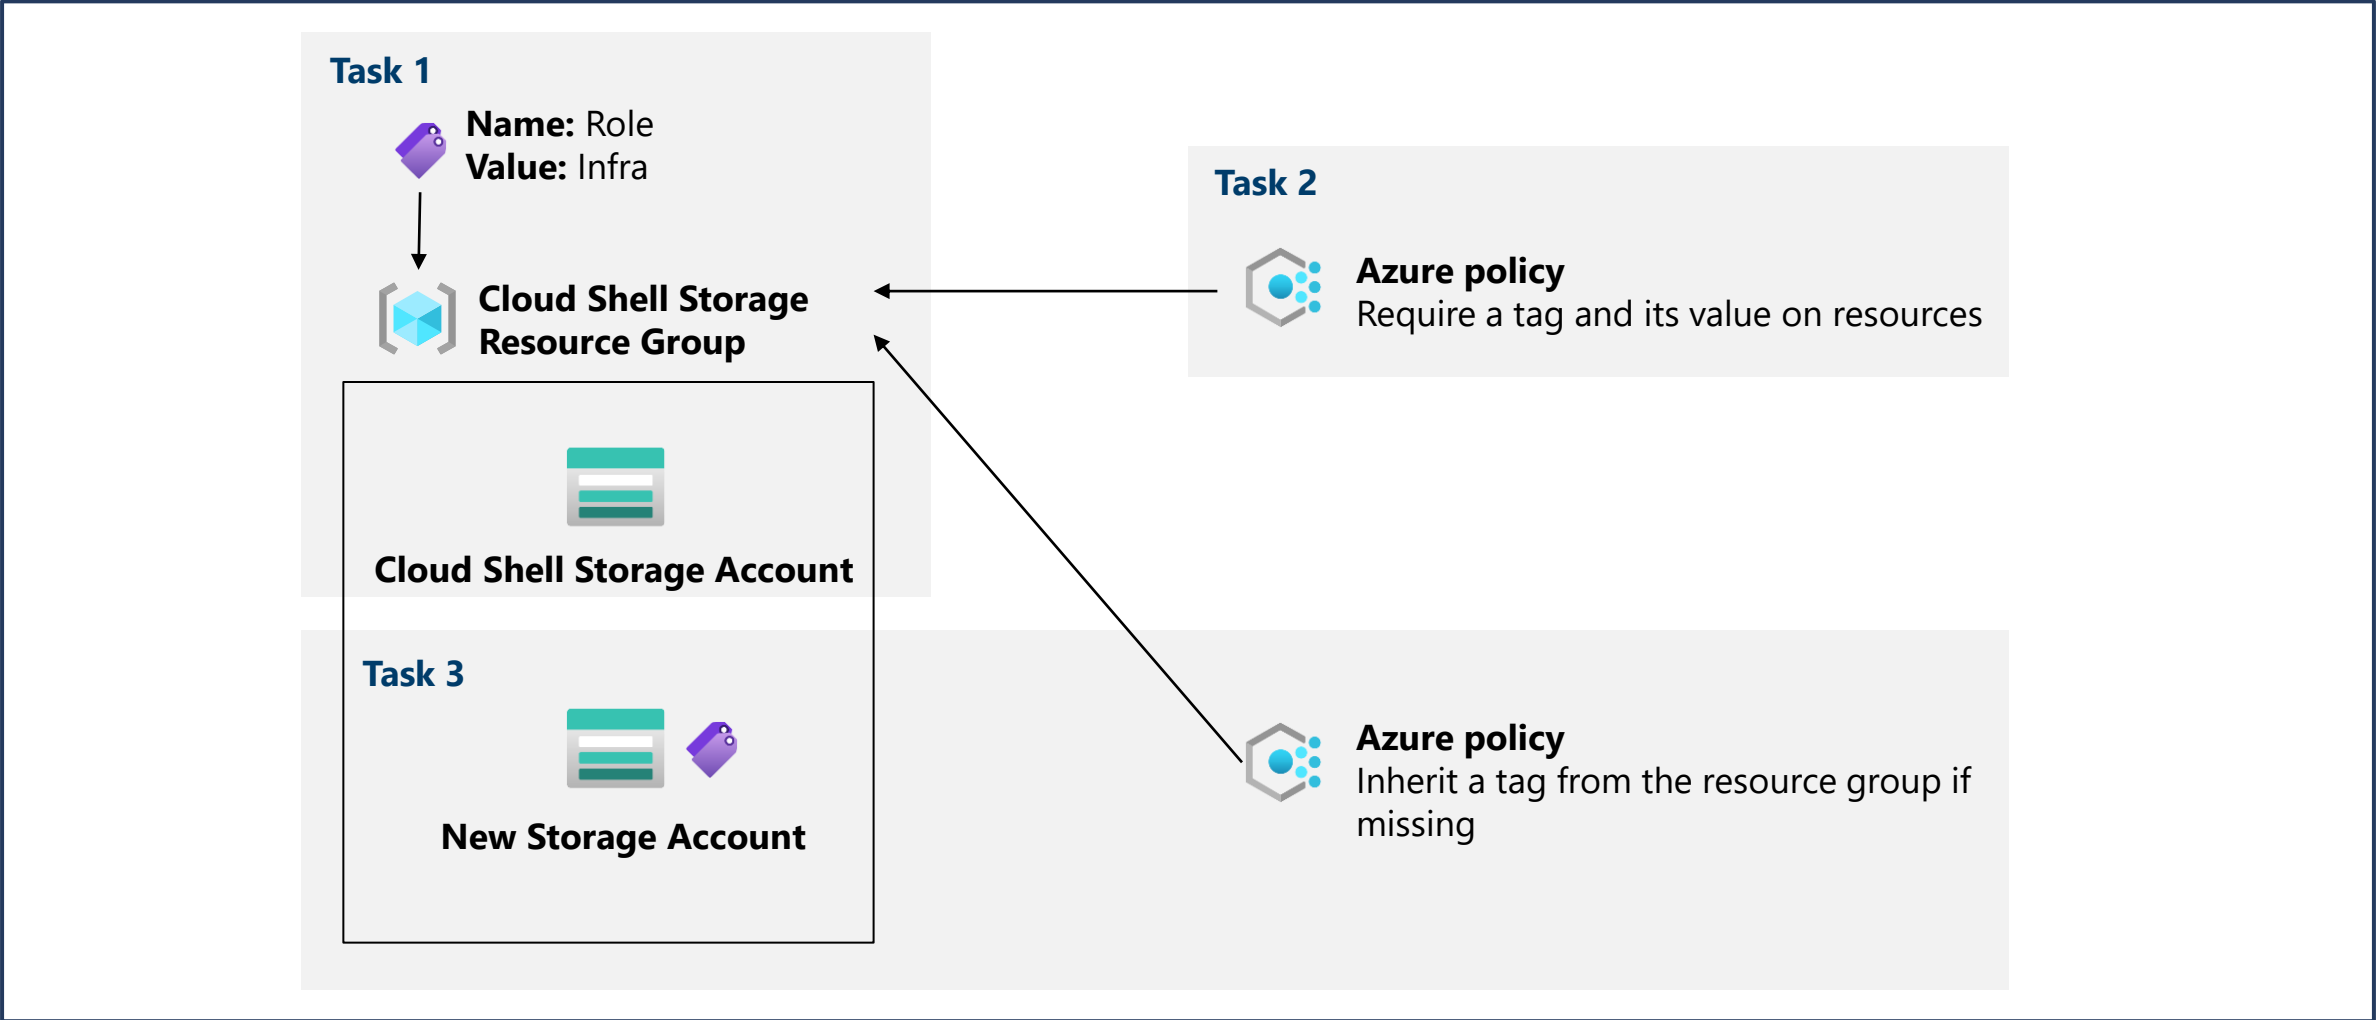 Task 1
Name: Role
Value: Infra
Cloud Shell Storage
Resource Group
Cloud Shell Storage Account
Task 2
Azure policy
Require a tag and its value on resources
Task 3
New Storage Account
Azure policy
Inherit a tag from the resource group if
missing